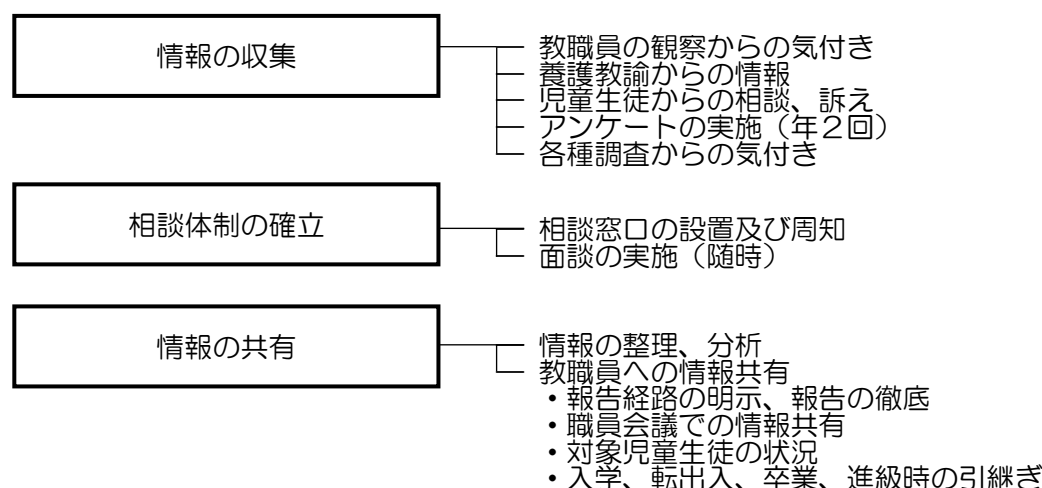 情報の収集
教職員の観察からの気付き
養護教諭からの情報
児童生徒からの相談、訴え
アンケートの実施（年２回）
各種調査からの気付き
相談体制の確立
相談窓口の設置及び周知
面談の実施（随時）
情報の共有
情報の整理、分析
教職員への情報共有
・報告経路の明示、報告の徹底
・職員会議での情報共有
・対象児童生徒の状況
・入学、転出入、卒業、進級時の引継ぎ